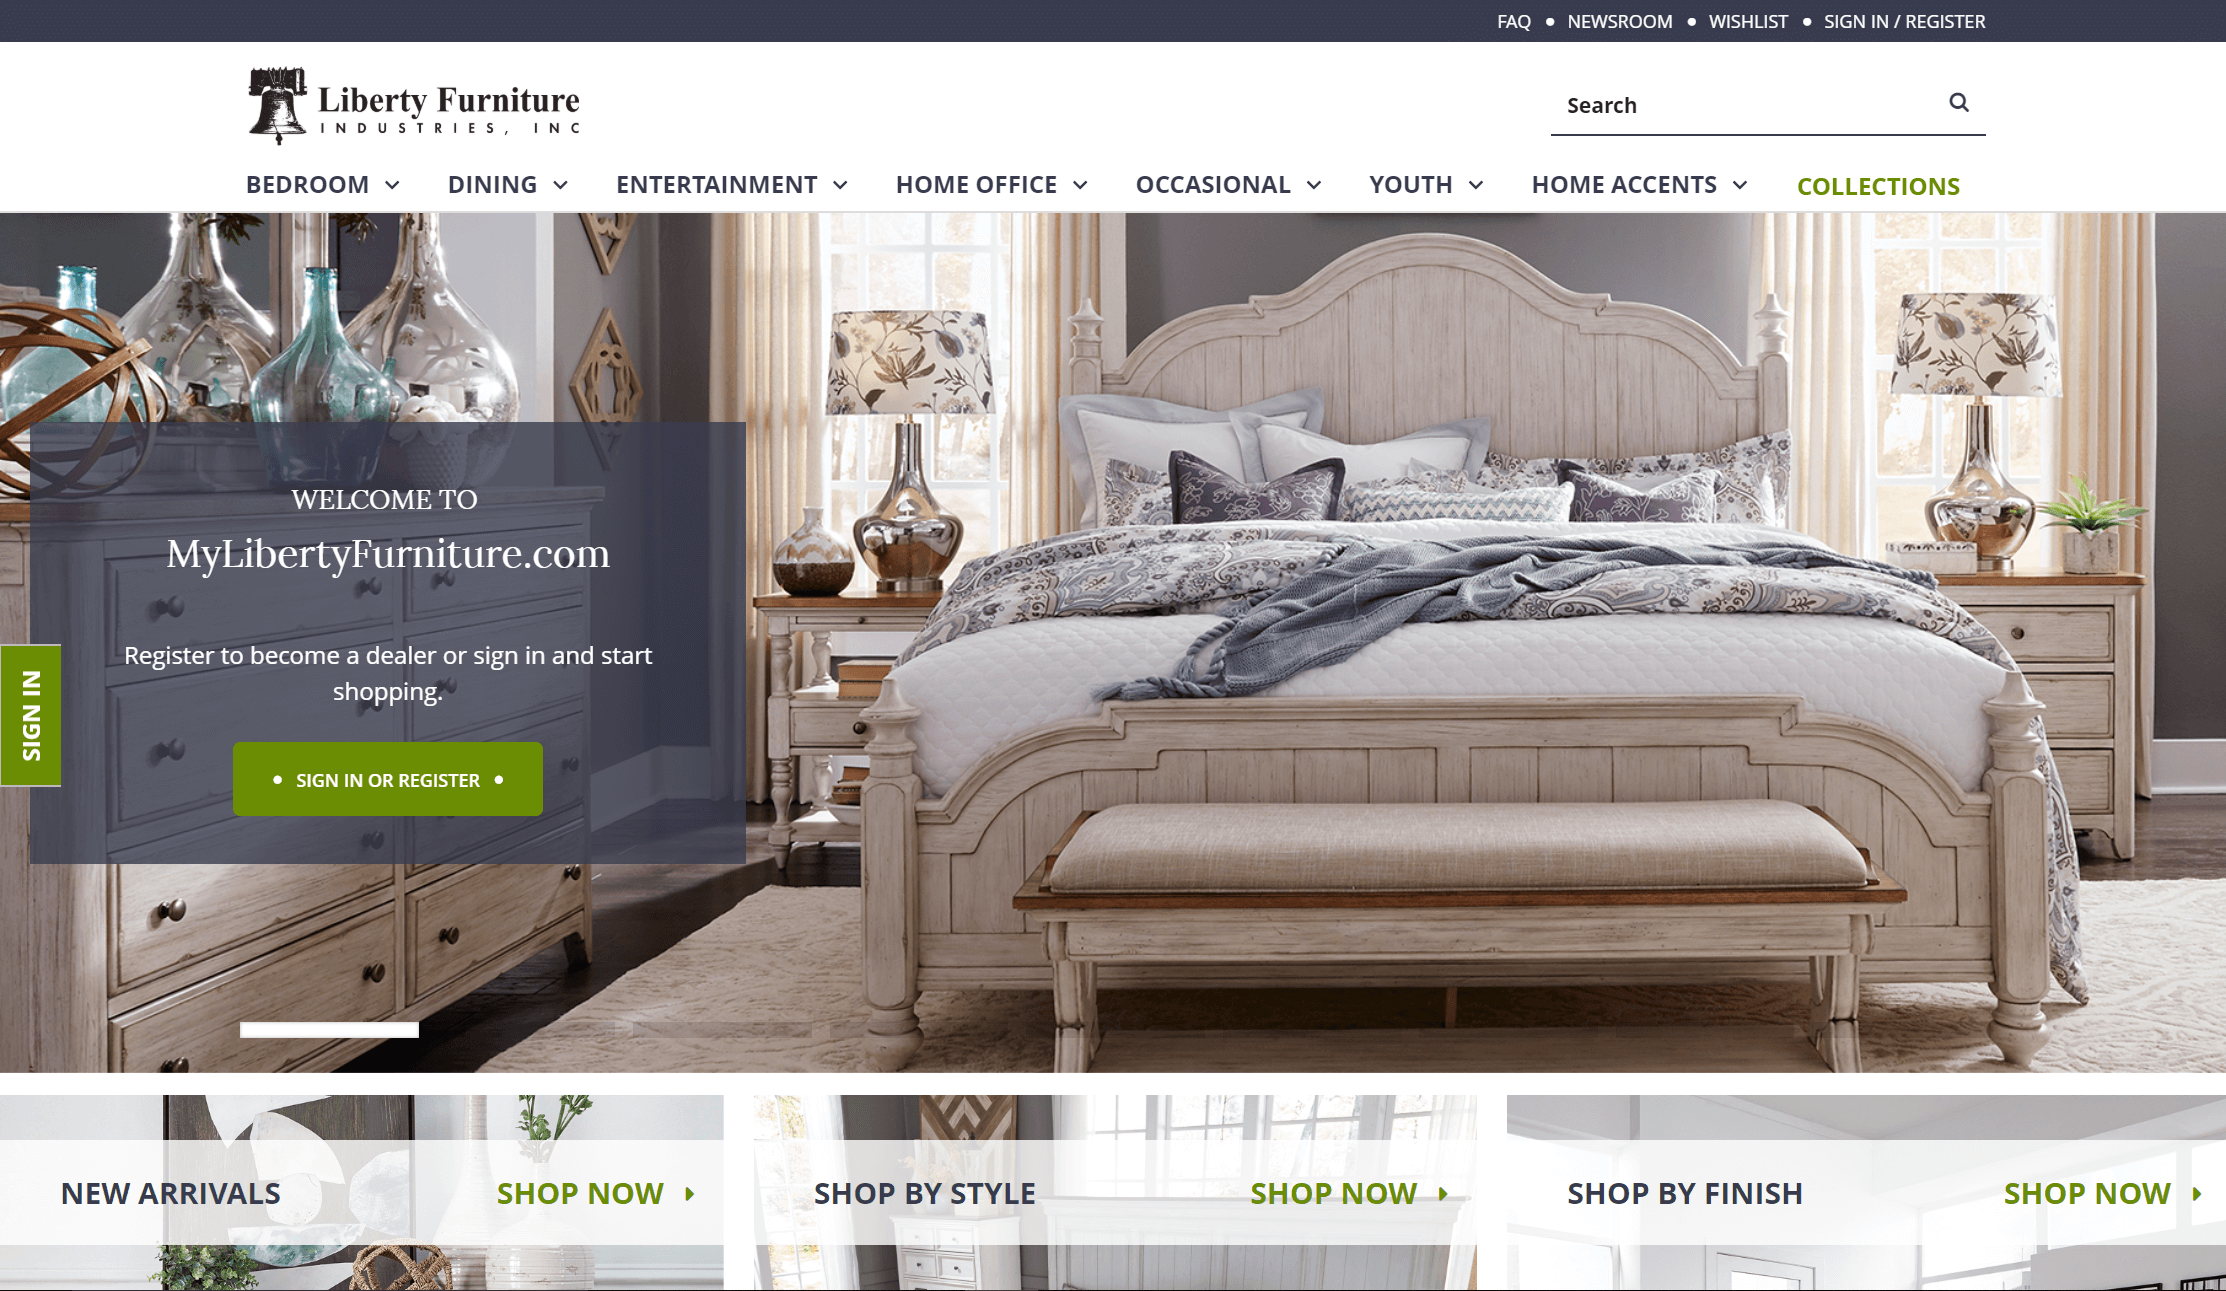 FAQ • NEWSROOM • WISHLIST • SIGN IN / REGISTER
Liberty Furniture
INDUSTRIES, INC
Search
BEDROOM DINING ENTERTAINMENT HOME OFFICE OCCASIONAL YOUTH HOME ACCENTS COLLECTIONS
WELCOME TO
MyLibertyFurniture.com
Register to become a dealer or sign in and start
shopping.
• SIGN IN OR REGISTER •
SIGN IN
NEW ARRIVALS SHOP NOW
SHOP BY STYLE SHOP NOW
SHOP BY FINISH SHOP NOW